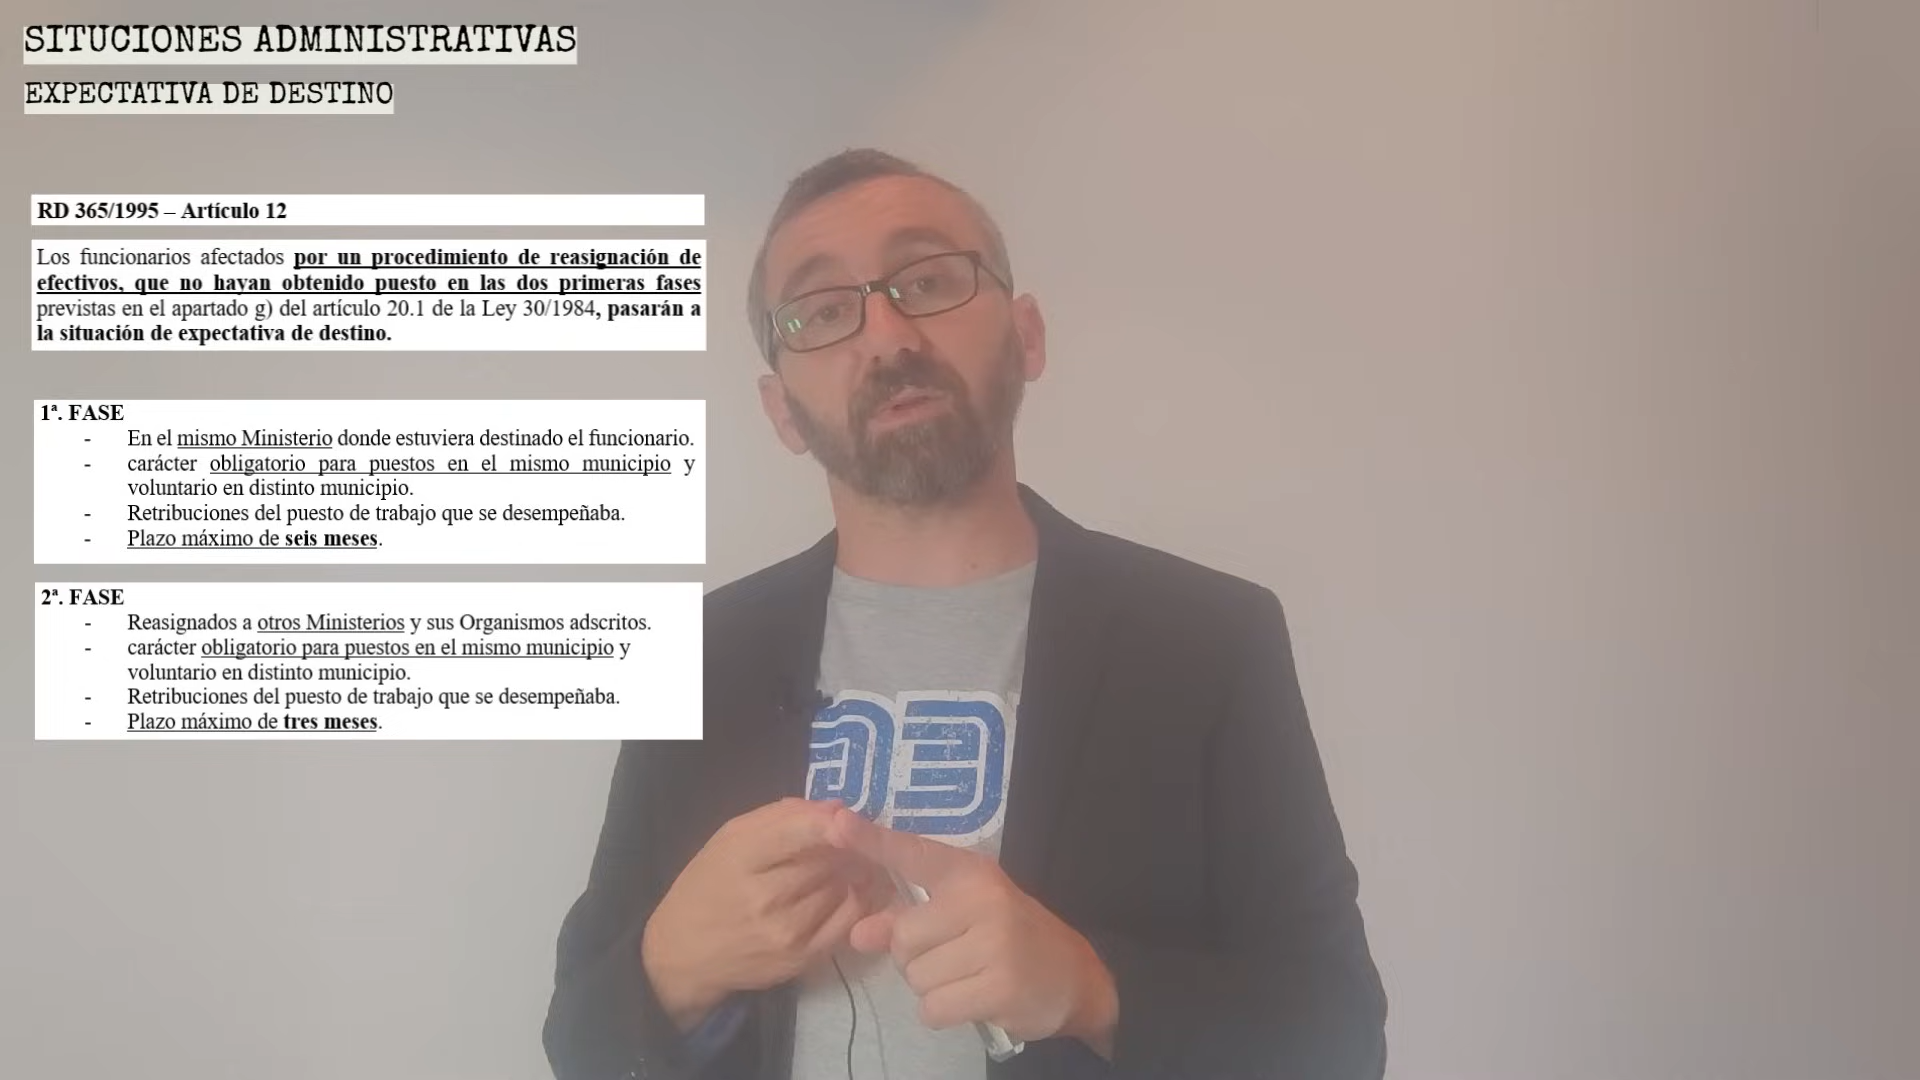 SITUCIONES ADMINISTRATIVAS
EXPECTATIVA DE DESTINO
RD 365/1995 – Artículo 12
Los funcionarios afectados por un procedimiento de reasignación de
efectivos, que no hayan obtenido puesto en las dos primeras fases
previstas en el apartado g) del artículo 20.1 de la Ley 30/1984, pasarán a
la situación de expectativa de destino.
1ª. FASE
- En el mismo Ministerio donde estuviera destinado el funcionario.
- carácter obligatorio para puestos en el mismo municipio y
voluntario en distinto municipio.
- Retribuciones del puesto de trabajo que se desempeñaba.
- Plazo máximo de seis meses.
2ª. FASE
- Reasignados a otros Ministerios y sus Organismos adscritos.
- carácter obligatorio para puestos en el mismo municipio y
voluntario en distinto municipio.
- Retribuciones del puesto de trabajo que se desempeñaba.
- Plazo máximo de tres meses.